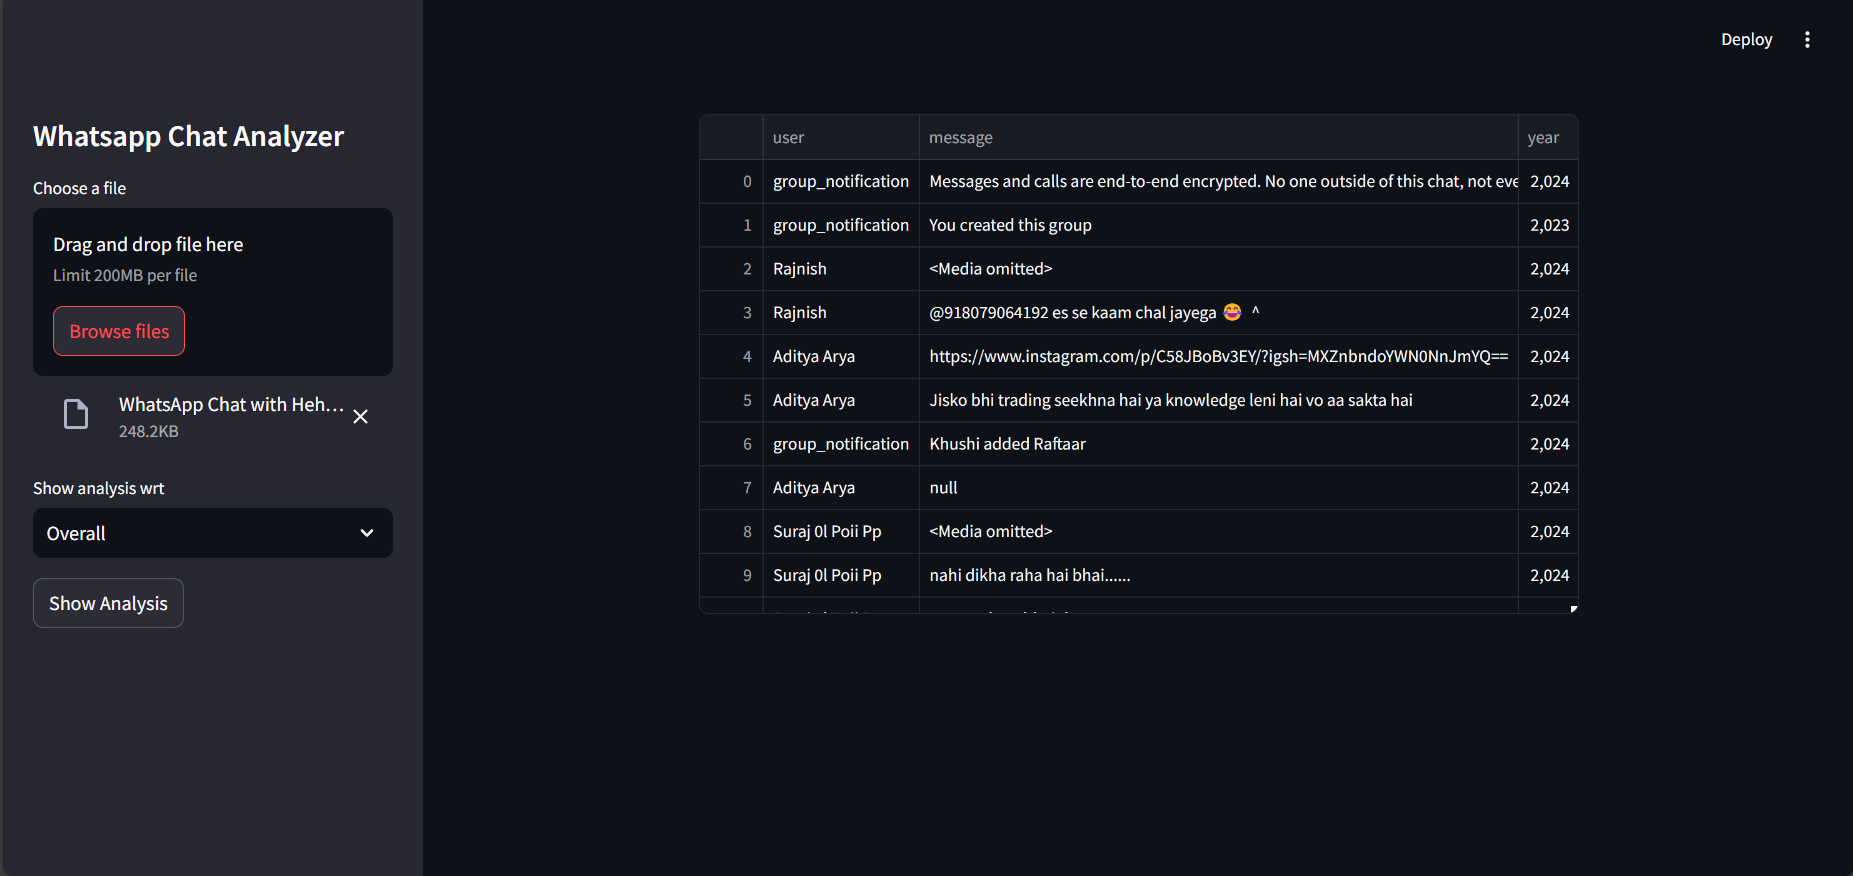 Deploy
Whatsapp Chat Analyzer
Choose a file
Drag and drop file here
Limit 200MB per file
Browse files
WhatsApp Chat with Heh...
248.2KB
Show analysis wrt
Overall
Show Analysis
user message year
0 group_notification Messages and calls are end-to-end encrypted. No one outside of this chat, not eve 2,024
1 group_notification You created this group 2,023
2 Rajnish <Media omitted> 2,024
3 Rajnish @918079064192 es se kaam chal jayega 😂 ^ 2,024
4 Aditya Arya https://www.instagram.com/p/C58JBoBv3EY/?igsh=MXZnbndoYWN0NnJmYQ== 2,024
5 Aditya Arya Jisko bhi trading seekhna hai ya knowledge leni hai vo aa sakta hai 2,024
6 group_notification Khushi added Raftaar 2,024
7 Aditya Arya null 2,024
8 Suraj 0l Poii Pp <Media omitted> 2,024
9 Suraj 0l Poii Pp nahi dikha raha hai bhai...... 2,024